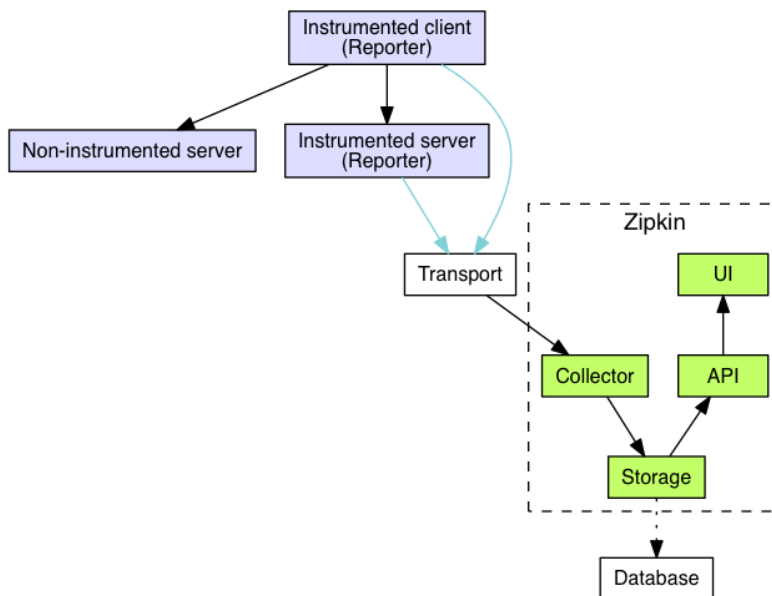 Instrumented client
(Reporter)
Non-instrumented server
Instrumented server
(Reporter)
Zipkin
Transport
UI
Collector
API
Storage
Database